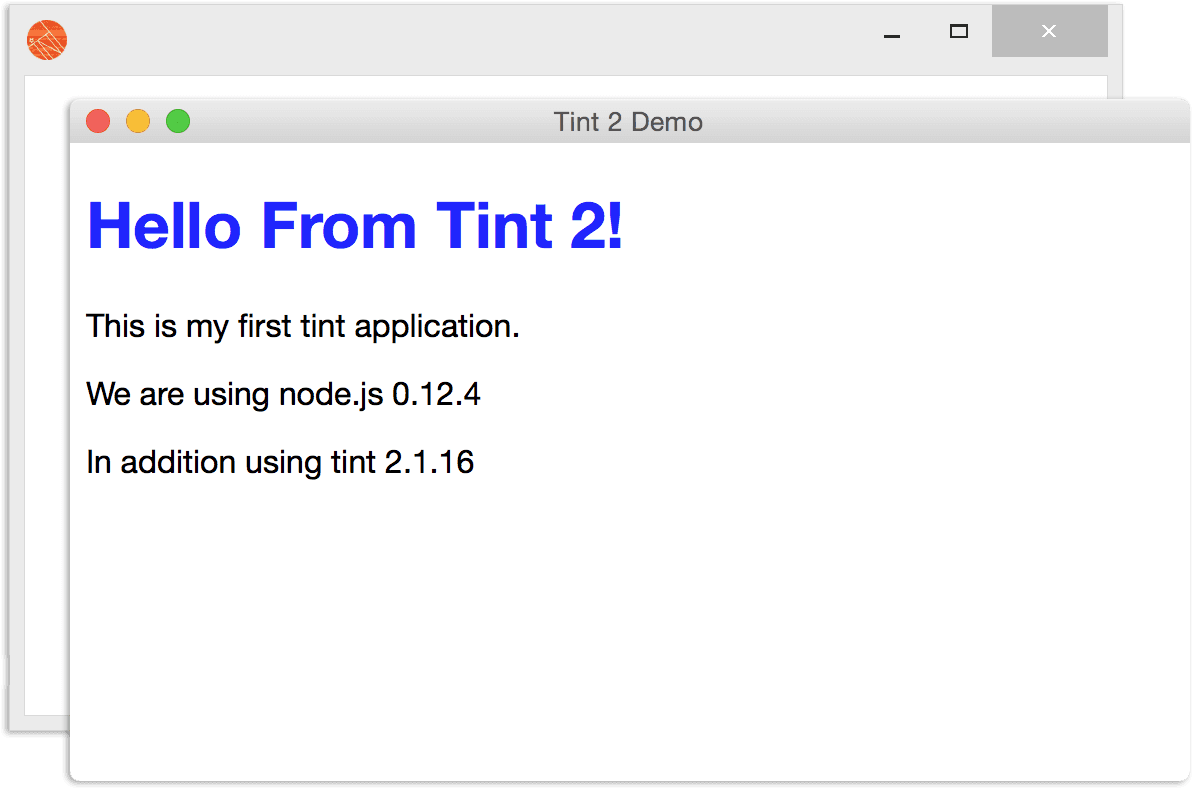 Tint 2 Demo
Hello From Tint 2!
This is my first tint application.
We are using node.js 0.12.4
In addition using tint 2.1.16